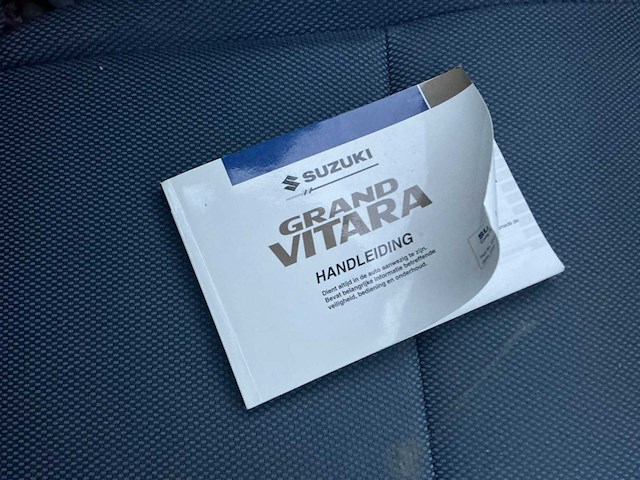 SUZUKI
GRAND
VITARA
HANDLEIDING
Dient altijd in de auto aanwezig te zijn.
Bevat belangrijke informatie betreffende
veiligheid, bediening en onderhoud.